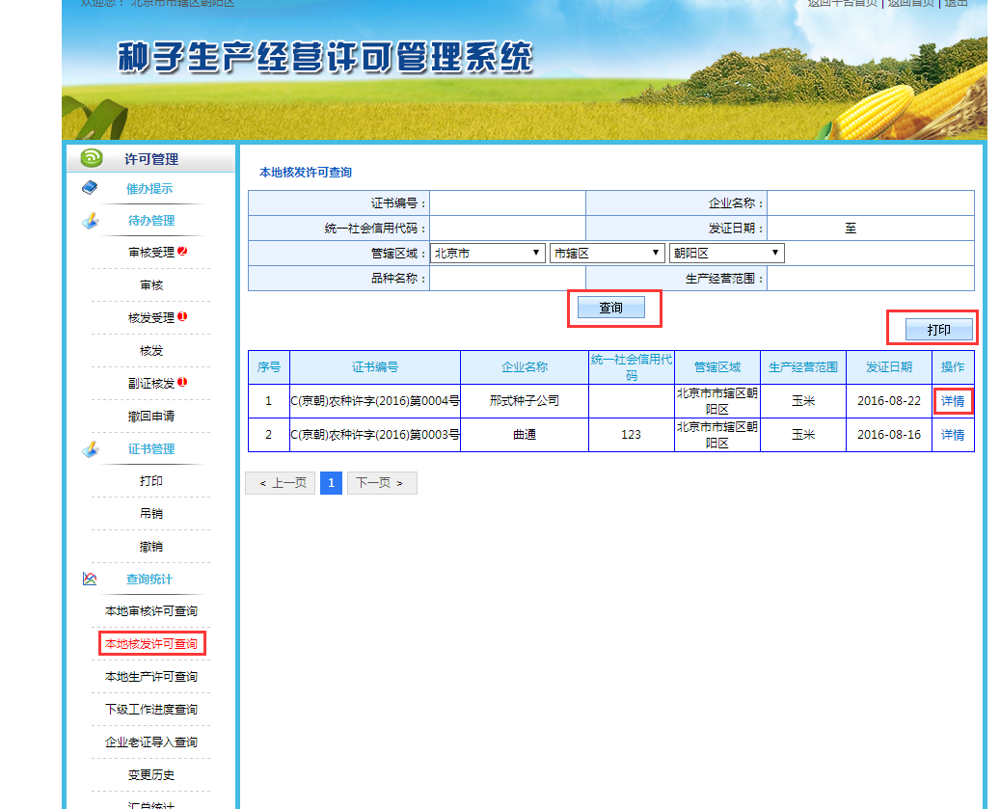 欢迎您： 北京市市辖区朝阳区
返回平台首页 | 返回首页 | 退出
种子生产经营许可管理系统
许可管理
催办提示
待办管理
审核受理 2
审核
核发受理 1
核发
副证核发 1
撤回申请
证书管理
打印
吊销
撤销
查询统计
本地审核许可查询
本地核发许可查询
本地生产许可查询
下级工作进度查询
企业老证导入查询
变更历史
汇总统计
本地核发许可查询
证书编号： 企业名称：
统一社会信用代码： 发证日期： 至
管辖区域： 北京市 市辖区 朝阳区
品种名称： 生产经营范围：
查询
打印
序号 证书编号 企业名称 统一社会信用代码 管辖区域 生产经营范围 发证日期 操作
1 C(京朝)农种许字(2016)第0004号 邢式种子公司 北京市市辖区朝阳区 玉米 2016-08-22 详情
2 C(京朝)农种许字(2016)第0003号 曲通 123 北京市市辖区朝阳区 玉米 2016-08-16 详情
< 上一页 1 下一页 >